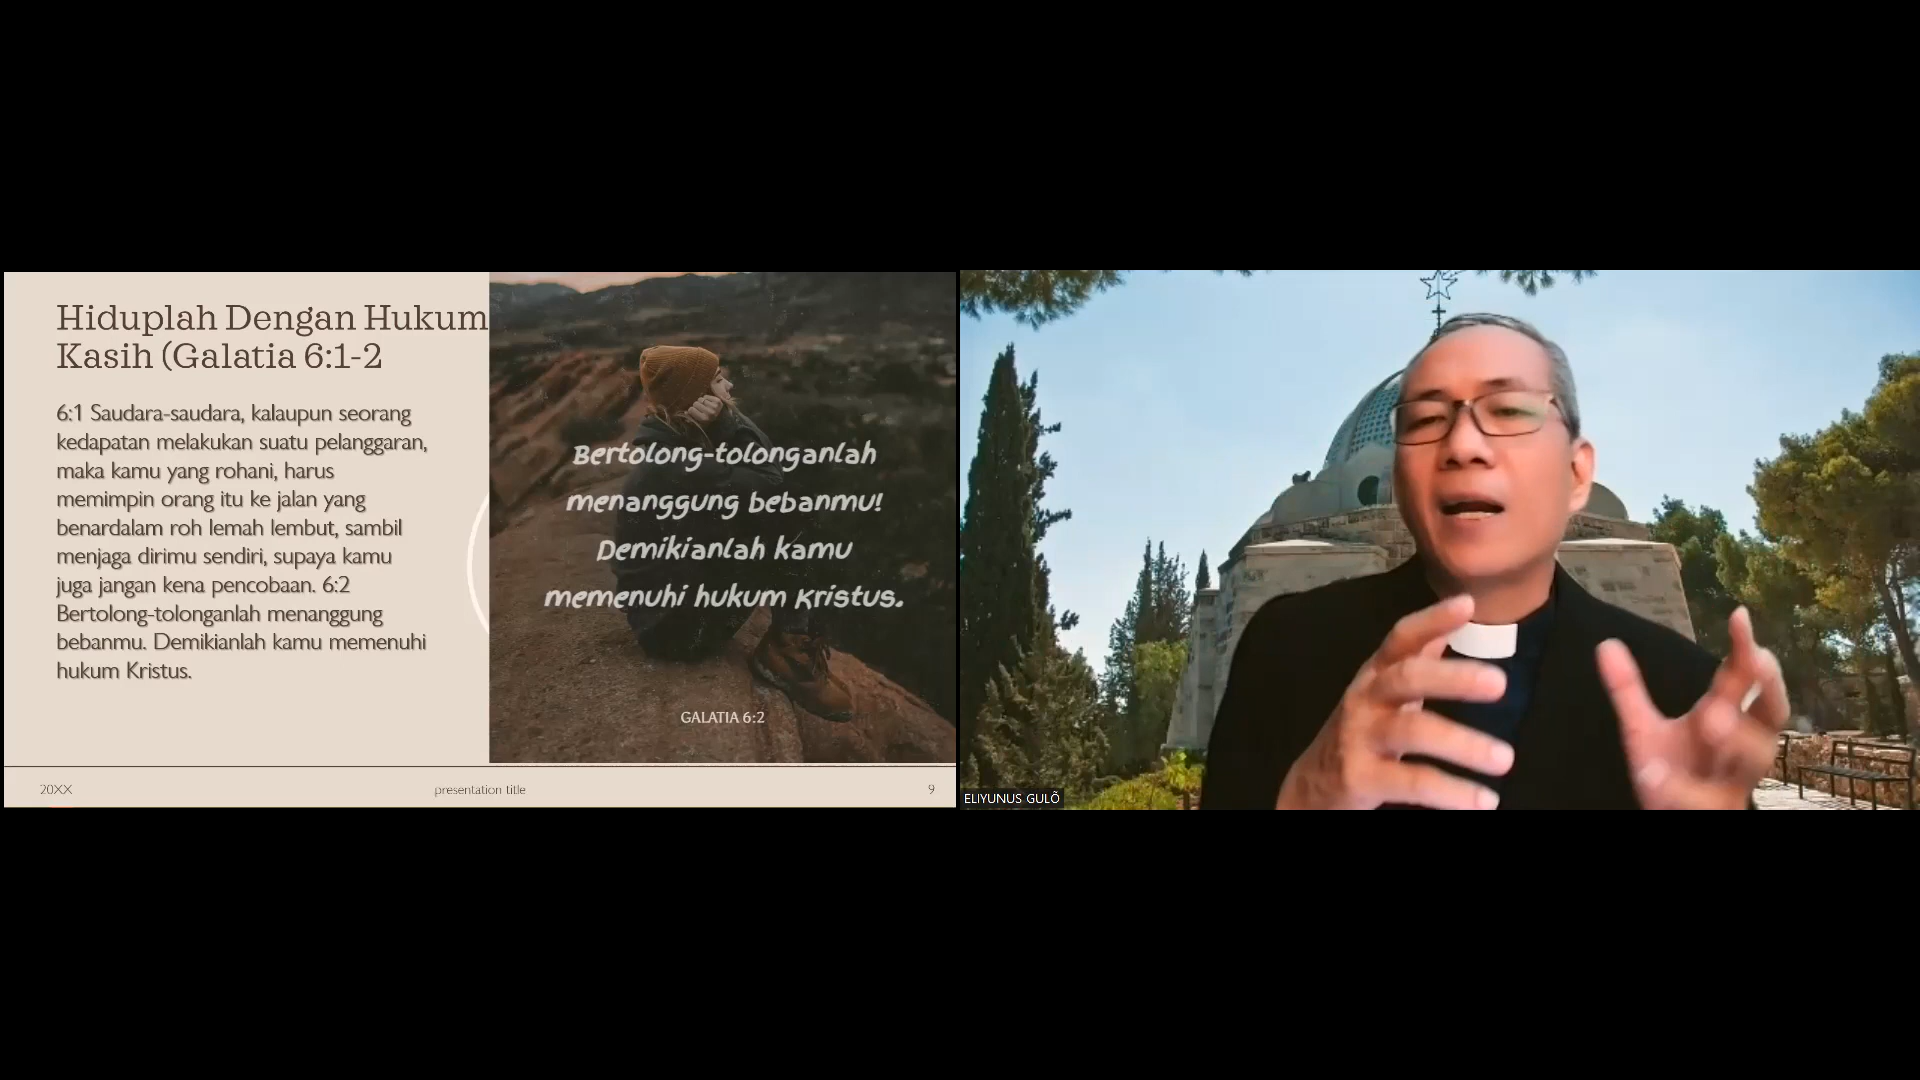 Hiduplah Dengan Hukum
Kasih (Galatia 6:1-2
6:1 Saudara-saudara, kalaupun seorang
kedapatan melakukan suatu pelanggaran,
maka kamu yang rohani, harus
memimpin orang itu ke jalan yang
benardalam roh lemah lembut, sambil
menjaga dirimu sendiri, supaya kamu
juga jangan kena pencobaan. 6:2
Bertolong-tolonganlah menanggung
bebanmu. Demikianlah kamu memenuhi
hukum Kristus.
Bertolong-tolonganlah
menanggung bebanmu!
Demikianlah kamu
memenuhi hukum Kristus.
GALATIA 6:2
20XX
presentation title
9
ELIYUNUS GULÕ